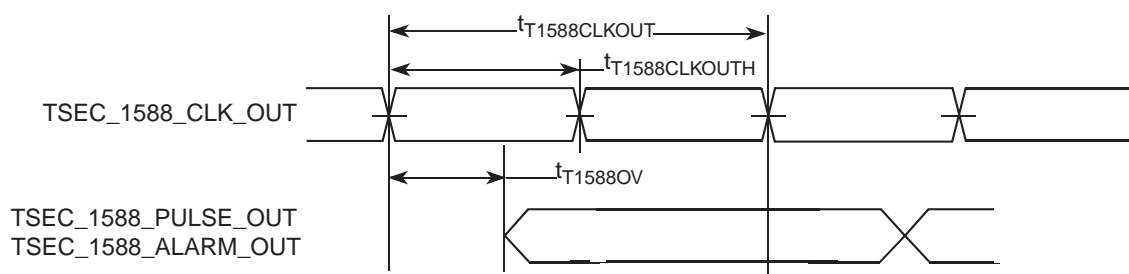 tT1588CLKOUT
tT1588CLKOUTH
TSEC_1588_CLK_OUT
tT1588OV
TSEC_1588_PULSE_OUT
TSEC_1588_ALARM_OUT